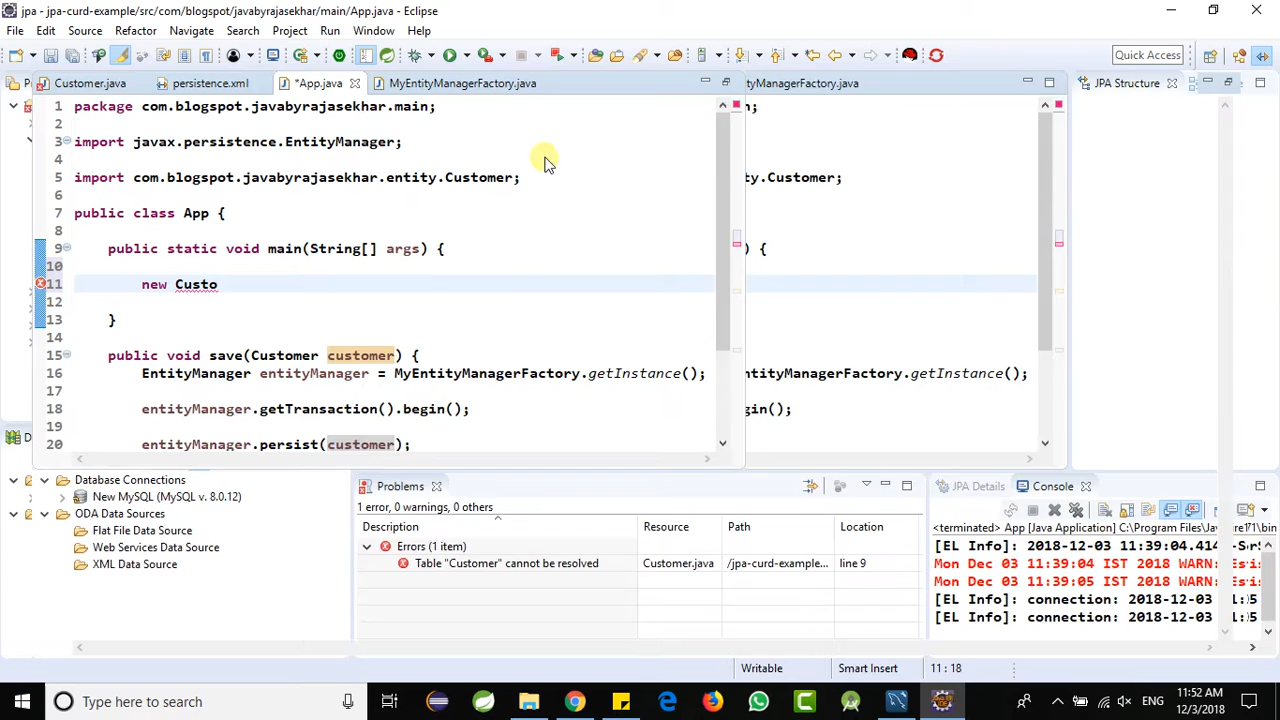 jpa - jpa-curd-example/src/com/blogspot/javabyrajasekhar/main/App.java - Eclipse
File Edit Source Refactor Navigate Search Project Run Window Help
Quick Access
Customer.java persistence.xml *App.java MyEntityManagerFactory.java tyManagerFactory.java JPA Structure
1 package com.blogspot.javabyrajasekhar.main; n;
2
3 import javax.persistence.EntityManager;
4
5 import com.blogspot.javabyrajasekhar.entity.Customer; ty.Customer;
6
7 public class App {
8
9 public static void main(String[] args) { ) {
10
11 new Custo
12
13 }
14
15 public void save(Customer customer) {
16 EntityManager entityManager = MyEntityManagerFactory.getInstance(); ntityManagerFactory.getInstance();
17
18 entityManager.getTransaction().begin(); gin();
19
20 entityManager.persist(customer);
Database Connections
New MySQL (MySQL v. 8.0.12)
ODA Data Sources
Flat File Data Source
Web Services Data Source
XML Data Source
Problems
1 error, 0 warnings, 0 others
Description Resource Path Location
Errors (1 item)
Table "Customer" cannot be resolved Customer.java /jpa-curd-example... line 9
JPA Details Console
<terminated> App [Java Application] C:\Program Files\Java\jre
[EL Info]: 2018-12-03 11:39:04.414
Mon Dec 03 11:39:04 IST 2018 WARN:
Mon Dec 03 11:39:05 IST 2018 WARN:
[EL Info]: connection: 2018-12-03
[EL Info]: connection: 2018-12-03
Writable Smart Insert 11 : 18
Type here to search
ENG 11:52 AM
12/3/2018